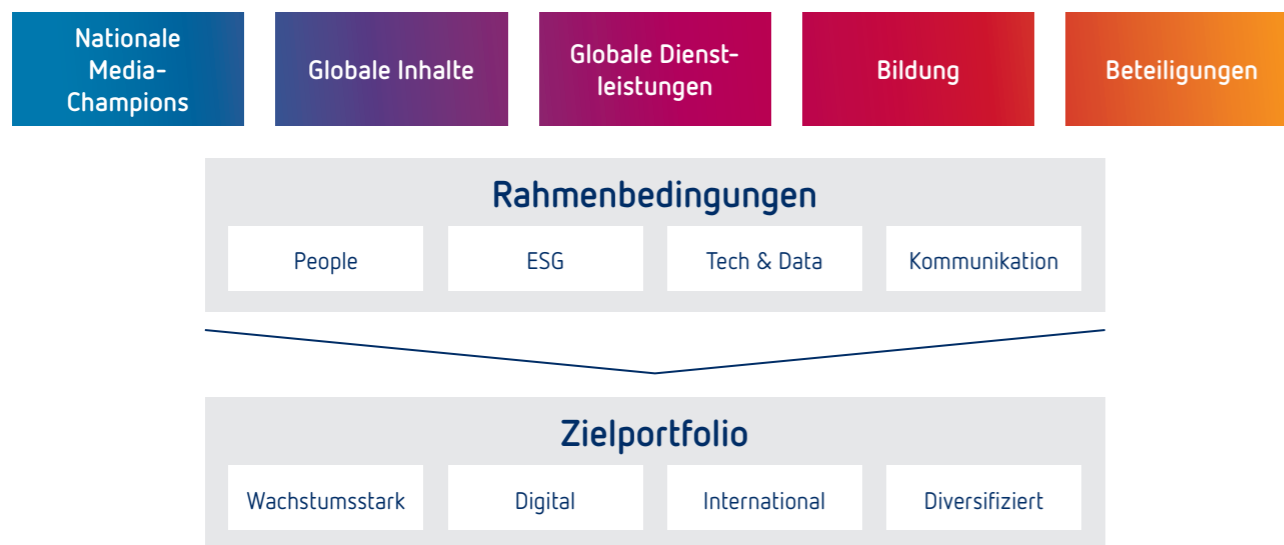 Nationale
Media-
Champions
Globale Inhalte
Globale Dienst-
leistungen
Bildung
Beteiligungen
Rahmenbedingungen
People
ESG
Tech & Data
Kommunikation
Zielportfolio
Wachstumsstark
Digital
International
Diversifiziert